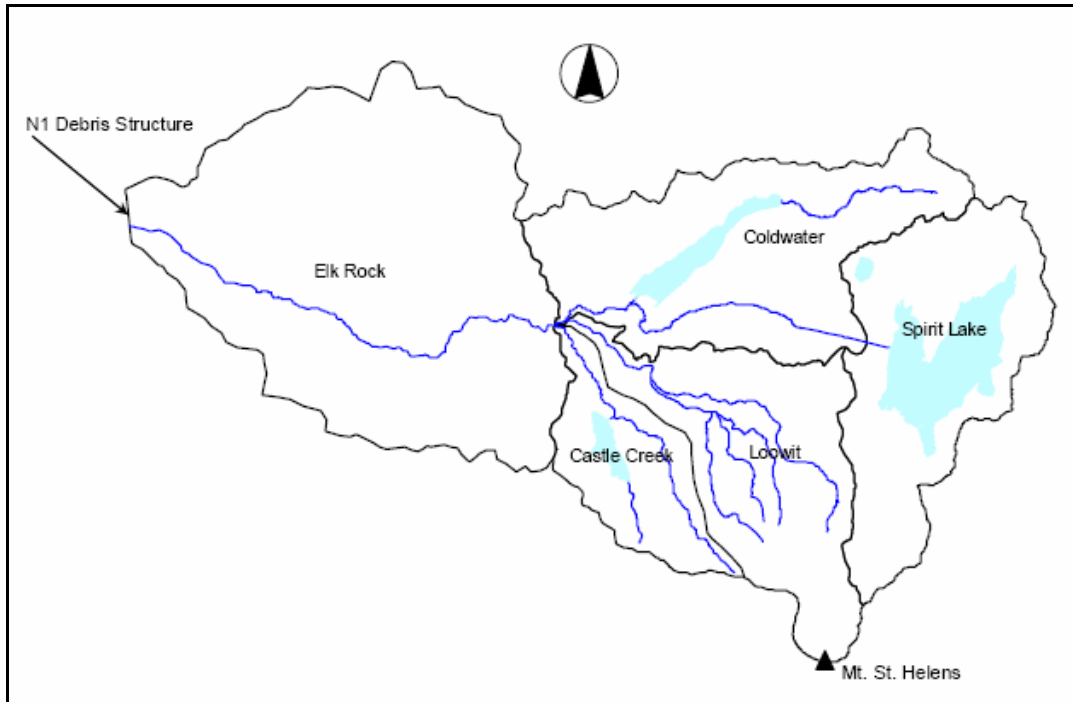 N1 Debris Structure
Coldwater
Elk Rock
Spirit Lake
Castle Creek
Loowit
Mt. St. Helens